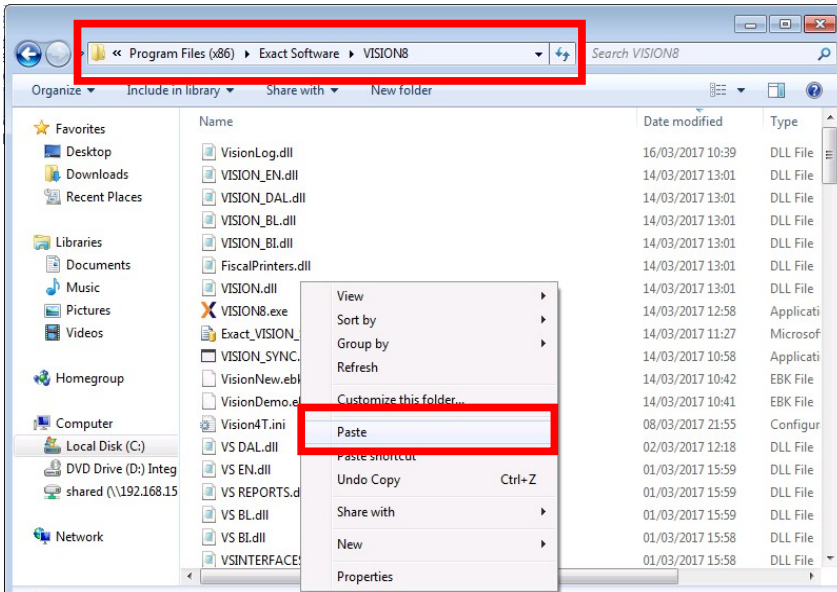 « Program Files (x86) ▸ Exact Software ▸ VISION8
Search VISION8
Organize
Include in library
Share with
New folder
Name
Date modified
Type
Favorites
Desktop
Downloads
Recent Places
Libraries
Documents
Music
Pictures
Videos
Homegroup
Computer
Local Disk (C:)
DVD Drive (D:) Integ
shared (\\192.168.15
Network
VisionLog.dll 16/03/2017 10:39 DLL File
VISION_EN.dll 14/03/2017 13:01 DLL File
VISION_DAL.dll 14/03/2017 13:01 DLL File
VISION_BL.dll 14/03/2017 13:01 DLL File
VISION_BI.dll 14/03/2017 13:01 DLL File
FiscalPrinters.dll 14/03/2017 13:01 DLL File
VISION.dll 14/03/2017 13:01 DLL File
VISION8.exe 14/03/2017 12:58 Applicati
Exact_VISION_ 14/03/2017 11:27 Microsof
VISION_SYNC. 14/03/2017 10:58 Applicati
VisionNew.ebk 14/03/2017 10:42 EBK File
VisionDemo.eb 14/03/2017 10:41 EBK File
Vision4T.ini 08/03/2017 21:55 Configur
VS DAL.dll 02/03/2017 12:18 DLL File
VS EN.dll 01/03/2017 15:59 DLL File
VS REPORTS.d 01/03/2017 15:59 DLL File
VS BL.dll 01/03/2017 15:59 DLL File
VS BI.dll 01/03/2017 15:58 DLL File
VSINTERFACES 01/03/2017 15:58 DLL File
View
Sort by
Group by
Refresh
Customize this folder...
Paste
Paste shortcut
Undo Copy Ctrl+Z
Share with
New
Properties